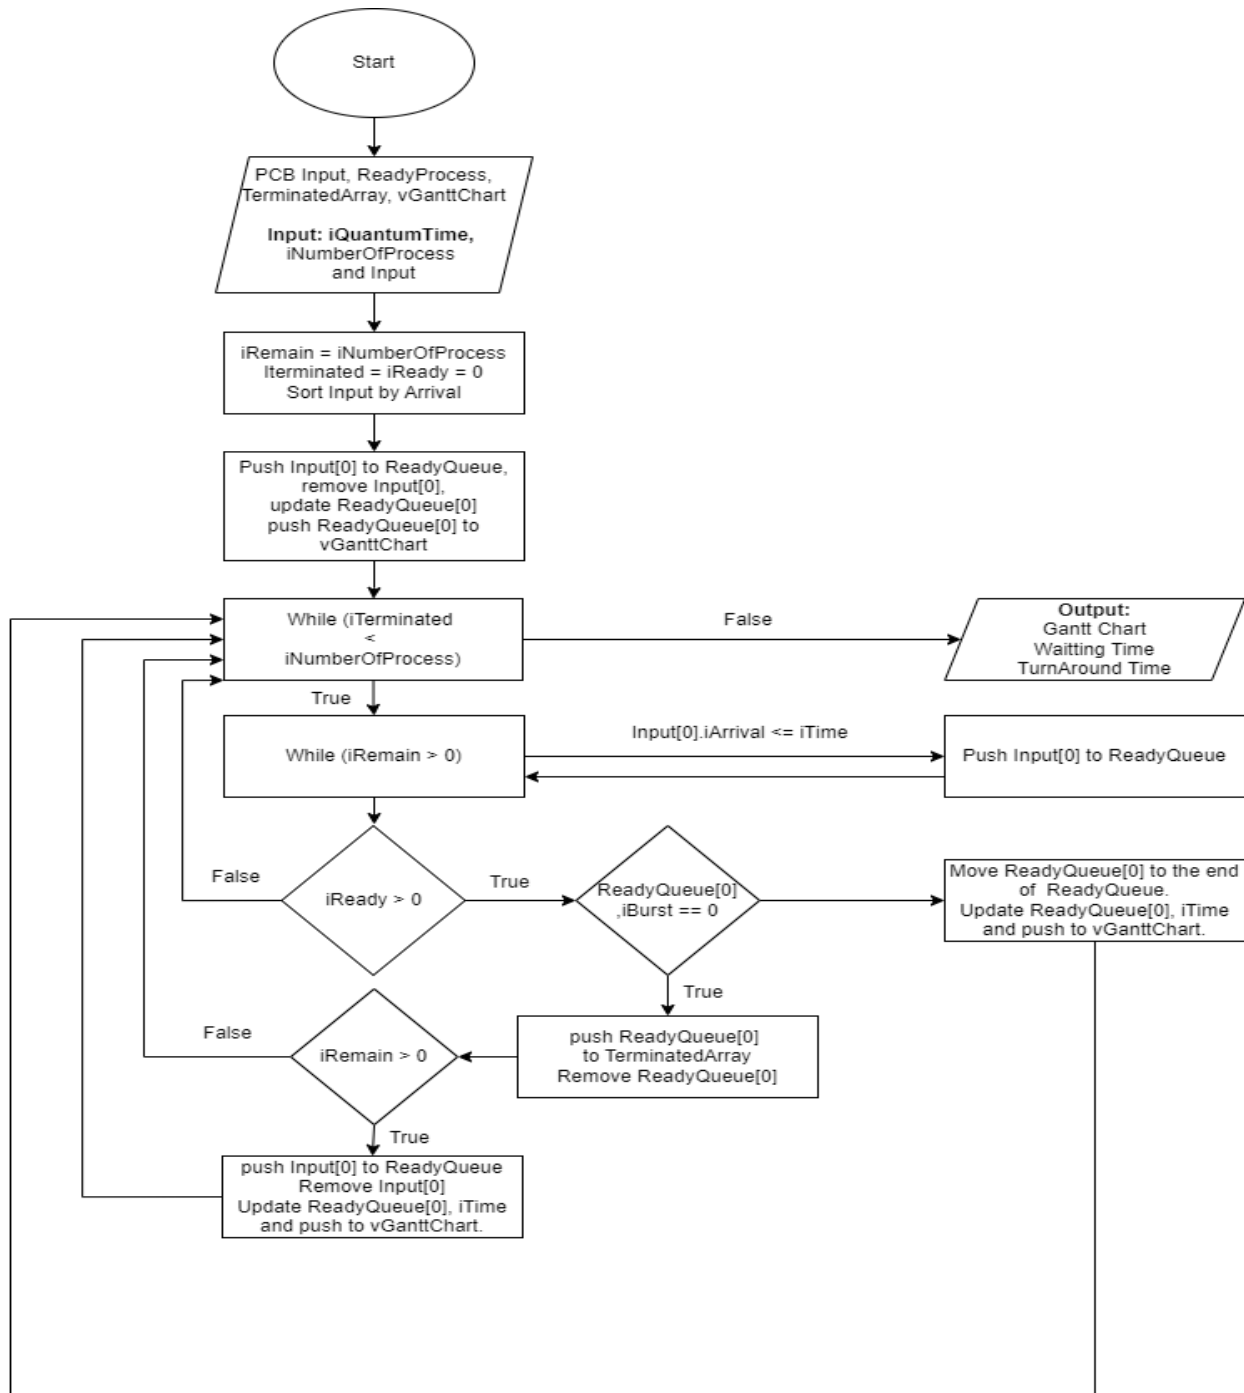 Start
PCB Input, ReadyProcess,
TerminatedArray, vGanttChart
Input: iQuantumTime,
iNumberOfProcess
and Input
iRemain = iNumberOfProcess
Iterminated = iReady = 0
Sort Input by Arrival
Push Input[0] to ReadyQueue,
remove Input[0],
update ReadyQueue[0]
push ReadyQueue[0] to
vGanttChart
While (iTerminated
<
iNumberOfProcess)
False
Output:
Gantt Chart
Waitting Time
TurnAround Time
True
While (iRemain > 0)
Input[0].iArrival <= iTime
Push Input[0] to ReadyQueue
False
iReady > 0
True
ReadyQueue[0]
,iBurst == 0
Move ReadyQueue[0] to the end
of ReadyQueue.
Update ReadyQueue[0], iTime
and push to vGanttChart.
True
push ReadyQueue[0]
to TerminatedArray
Remove ReadyQueue[0]
False
iRemain > 0
True
push Input[0] to ReadyQueue
Remove Input[0]
Update ReadyQueue[0], iTime
and push to vGanttChart.